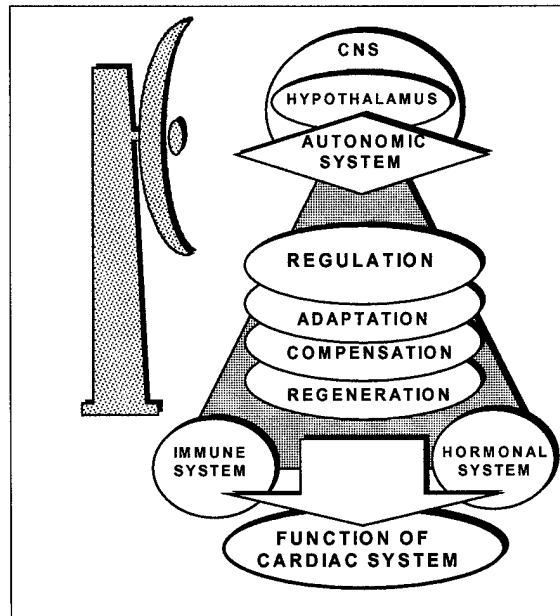 CNS
HYPOTHALAMUS
AUTONOMIC
SYSTEM
REGULATION
ADAPTATION
COMPENSATION
REGENERATION
IMMUNE
SYSTEM
HORMONAL
SYSTEM
FUNCTION OF
CARDIAC SYSTEM